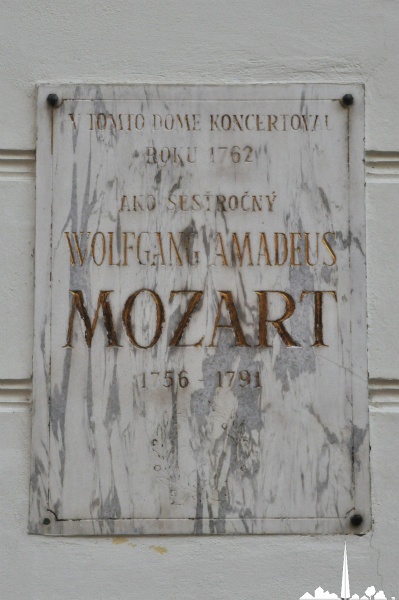 V TOMTO DOME KONCERTOVAL
ROKU 1762
AKO ŠESŤROČNÝ
WOLFGANG AMADEUS
MOZART
1756 - 1791